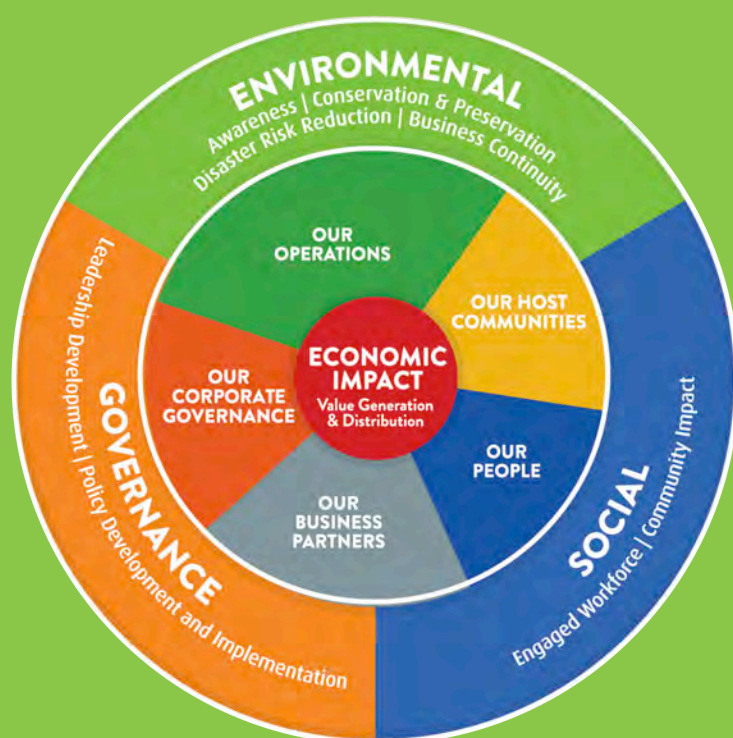 ENVIRONMENTAL
Awareness | Conservation & Preservation
Disaster Risk Reduction | Business Continuity
OUR
OPERATIONS
OUR HOST
COMMUNITIES
ECONOMIC
IMPACT
Value Generation
& Distribution
OUR
CORPORATE
GOVERNANCE
OUR
PEOPLE
OUR
BUSINESS
PARTNERS
GOVERNANCE
Leadership Development | Policy Development and Implementation
SOCIAL
Engaged Workforce | Community Impact